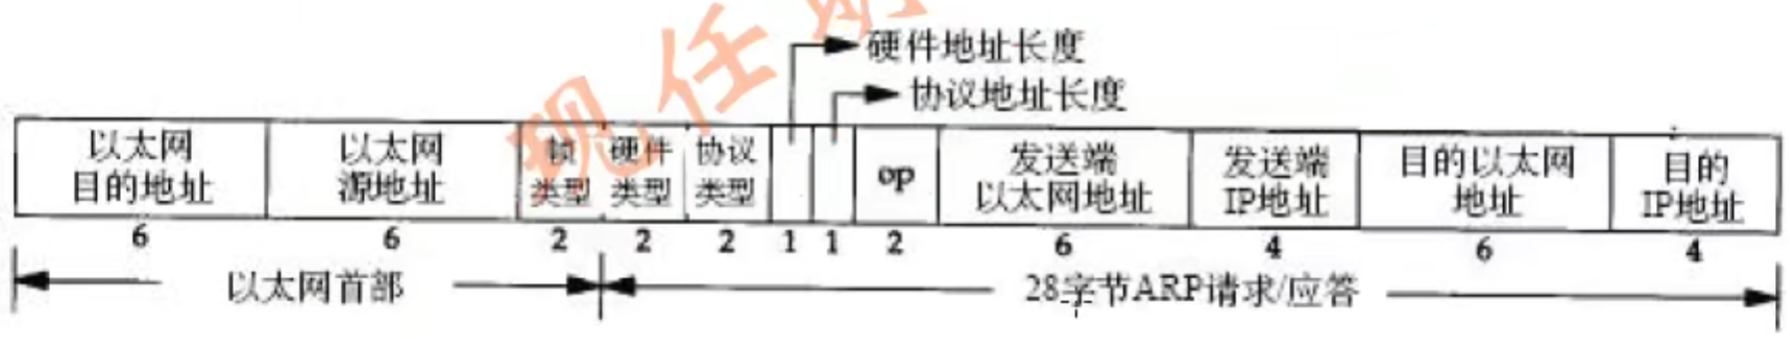 现任明
硬件地址长度
协议地址长度
以太网
目的地址
以太网
源地址
帧
类型
硬件
类型
协议
类型
op
发送端
以太网地址
发送端
IP地址
目的以太网
地址
目的
IP地址
6 6 2 2 2 1 1 2 6 4 6 4
以太网首部
28字节ARP请求/应答